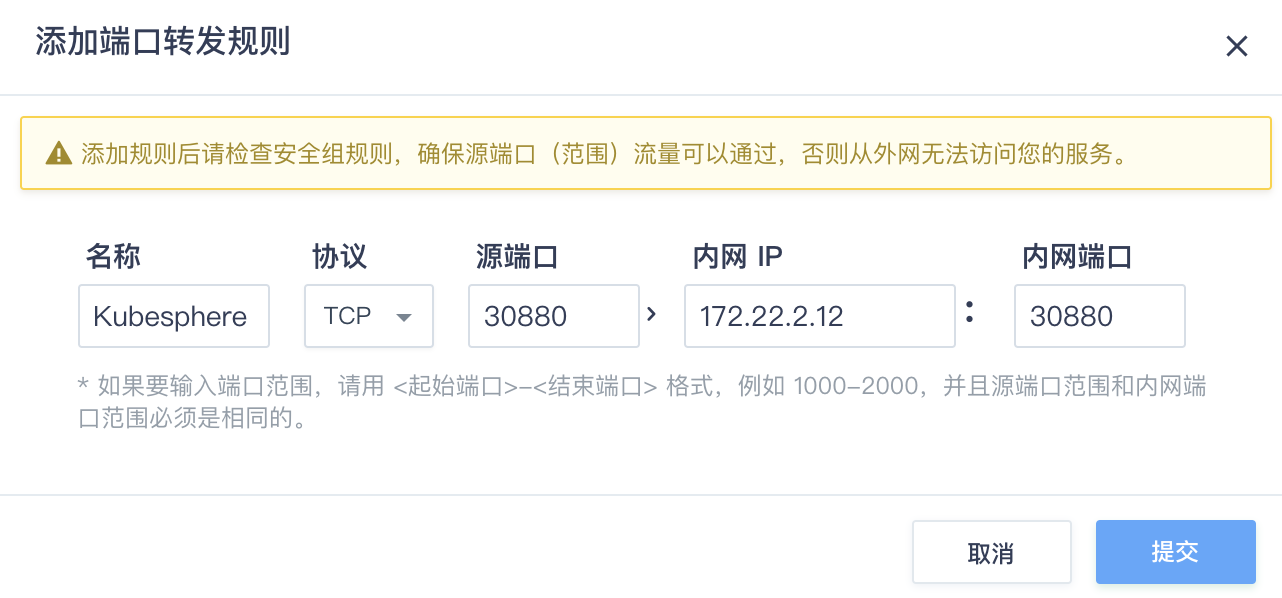 添加端口转发规则
添加规则后请检查安全组规则，确保源端口（范围）流量可以通过，否则从外网无法访问您的服务。
名称 协议 源端口 内网 IP 内网端口
Kubesphere TCP 30880 › 172.22.2.12 : 30880
* 如果要输入端口范围，请用 <起始端口>–<结束端口> 格式，例如 1000–2000，并且源端口范围和内网端
口范围必须是相同的。
取消 提交